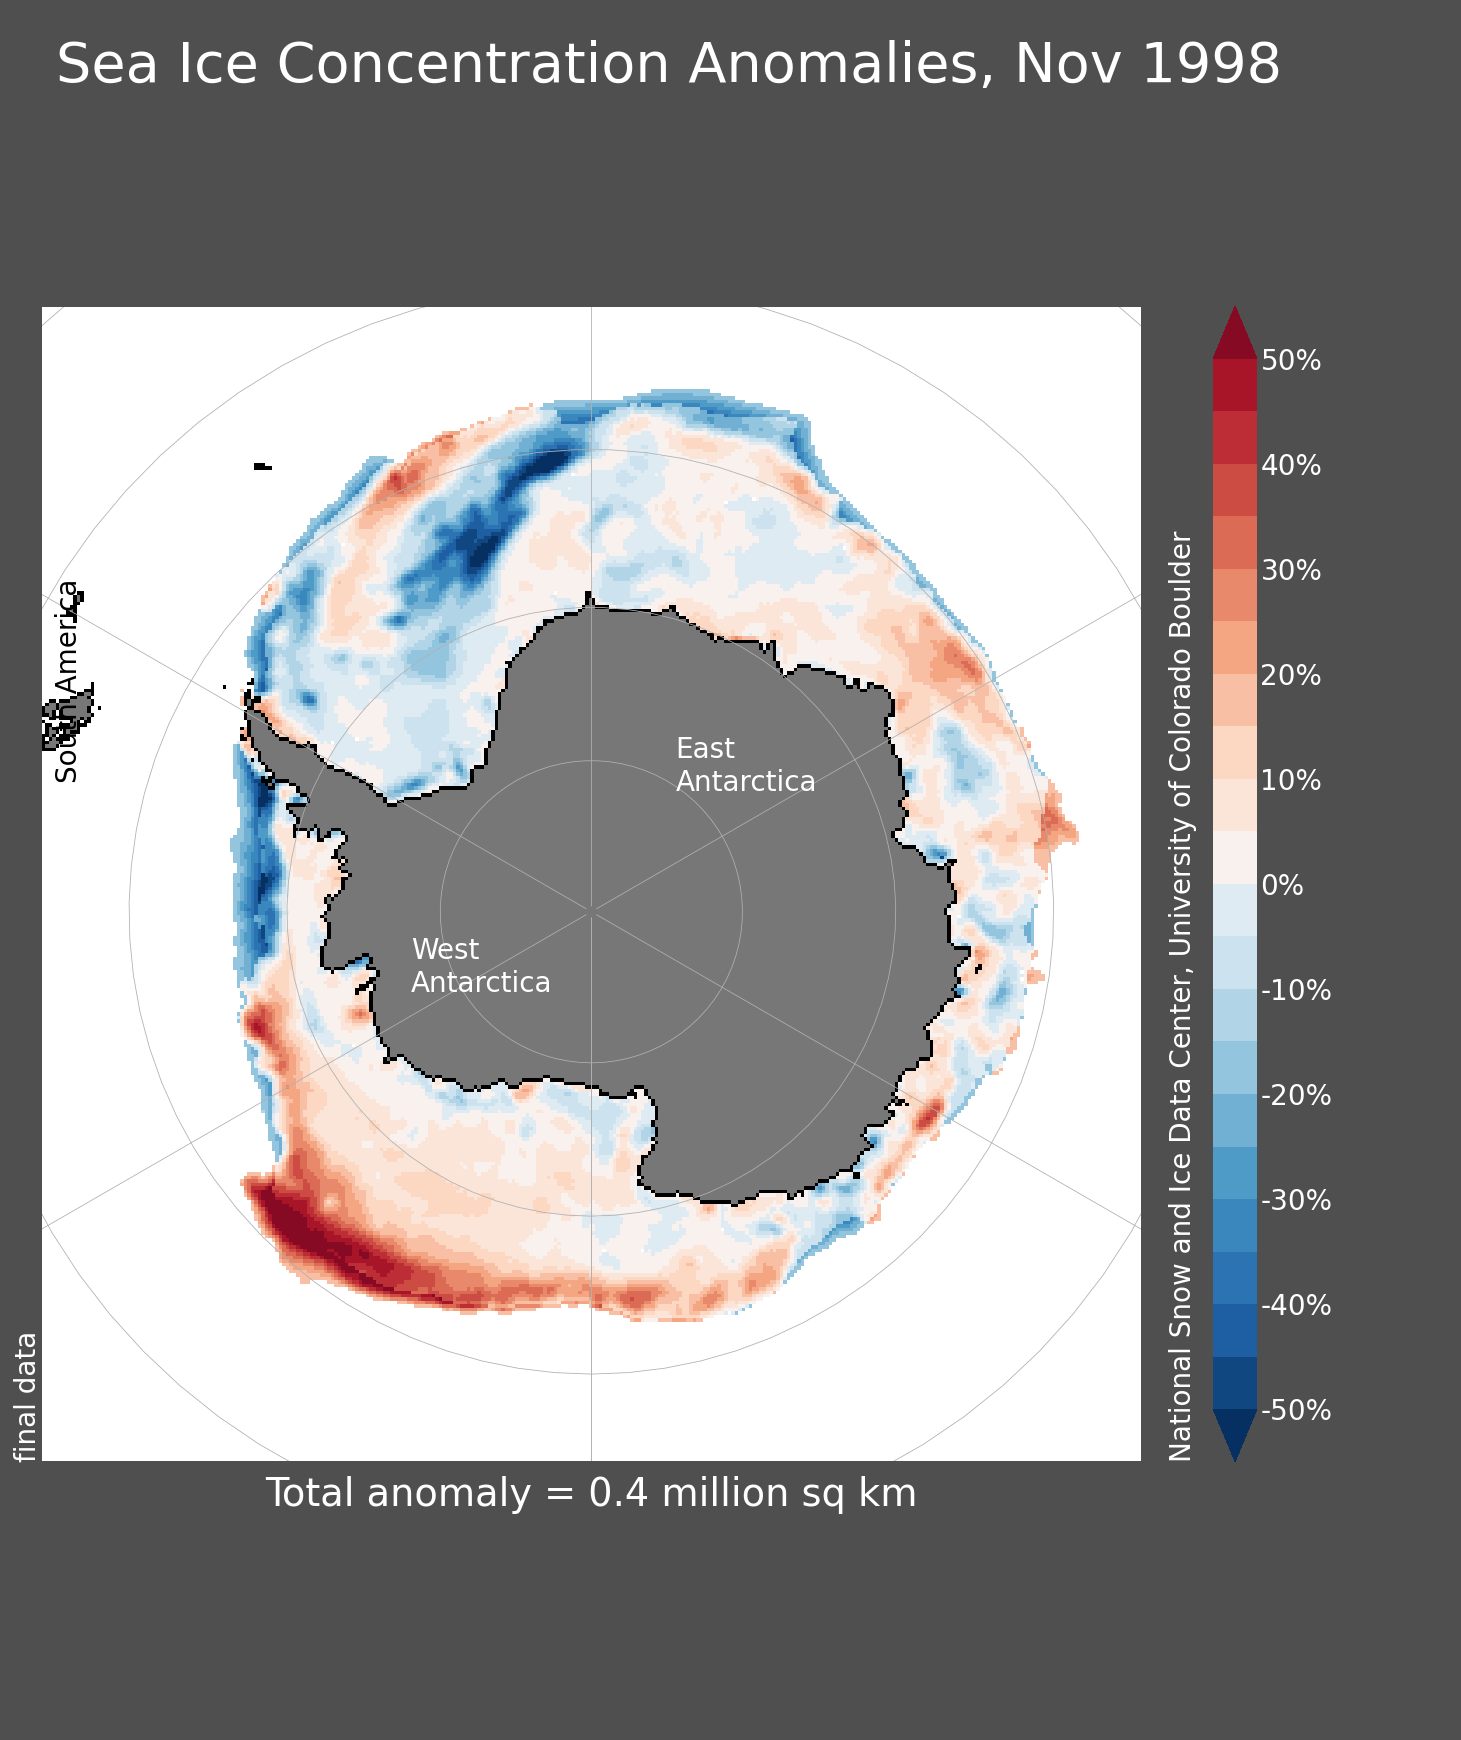 Sea Ice Concentration Anomalies, Nov 1998
South America
East
Antarctica
West
Antarctica
final data
National Snow and Ice Data Center, University of Colorado Boulder
50%
40%
30%
20%
10%
0%
-10%
-20%
-30%
-40%
-50%
Total anomaly = 0.4 million sq km